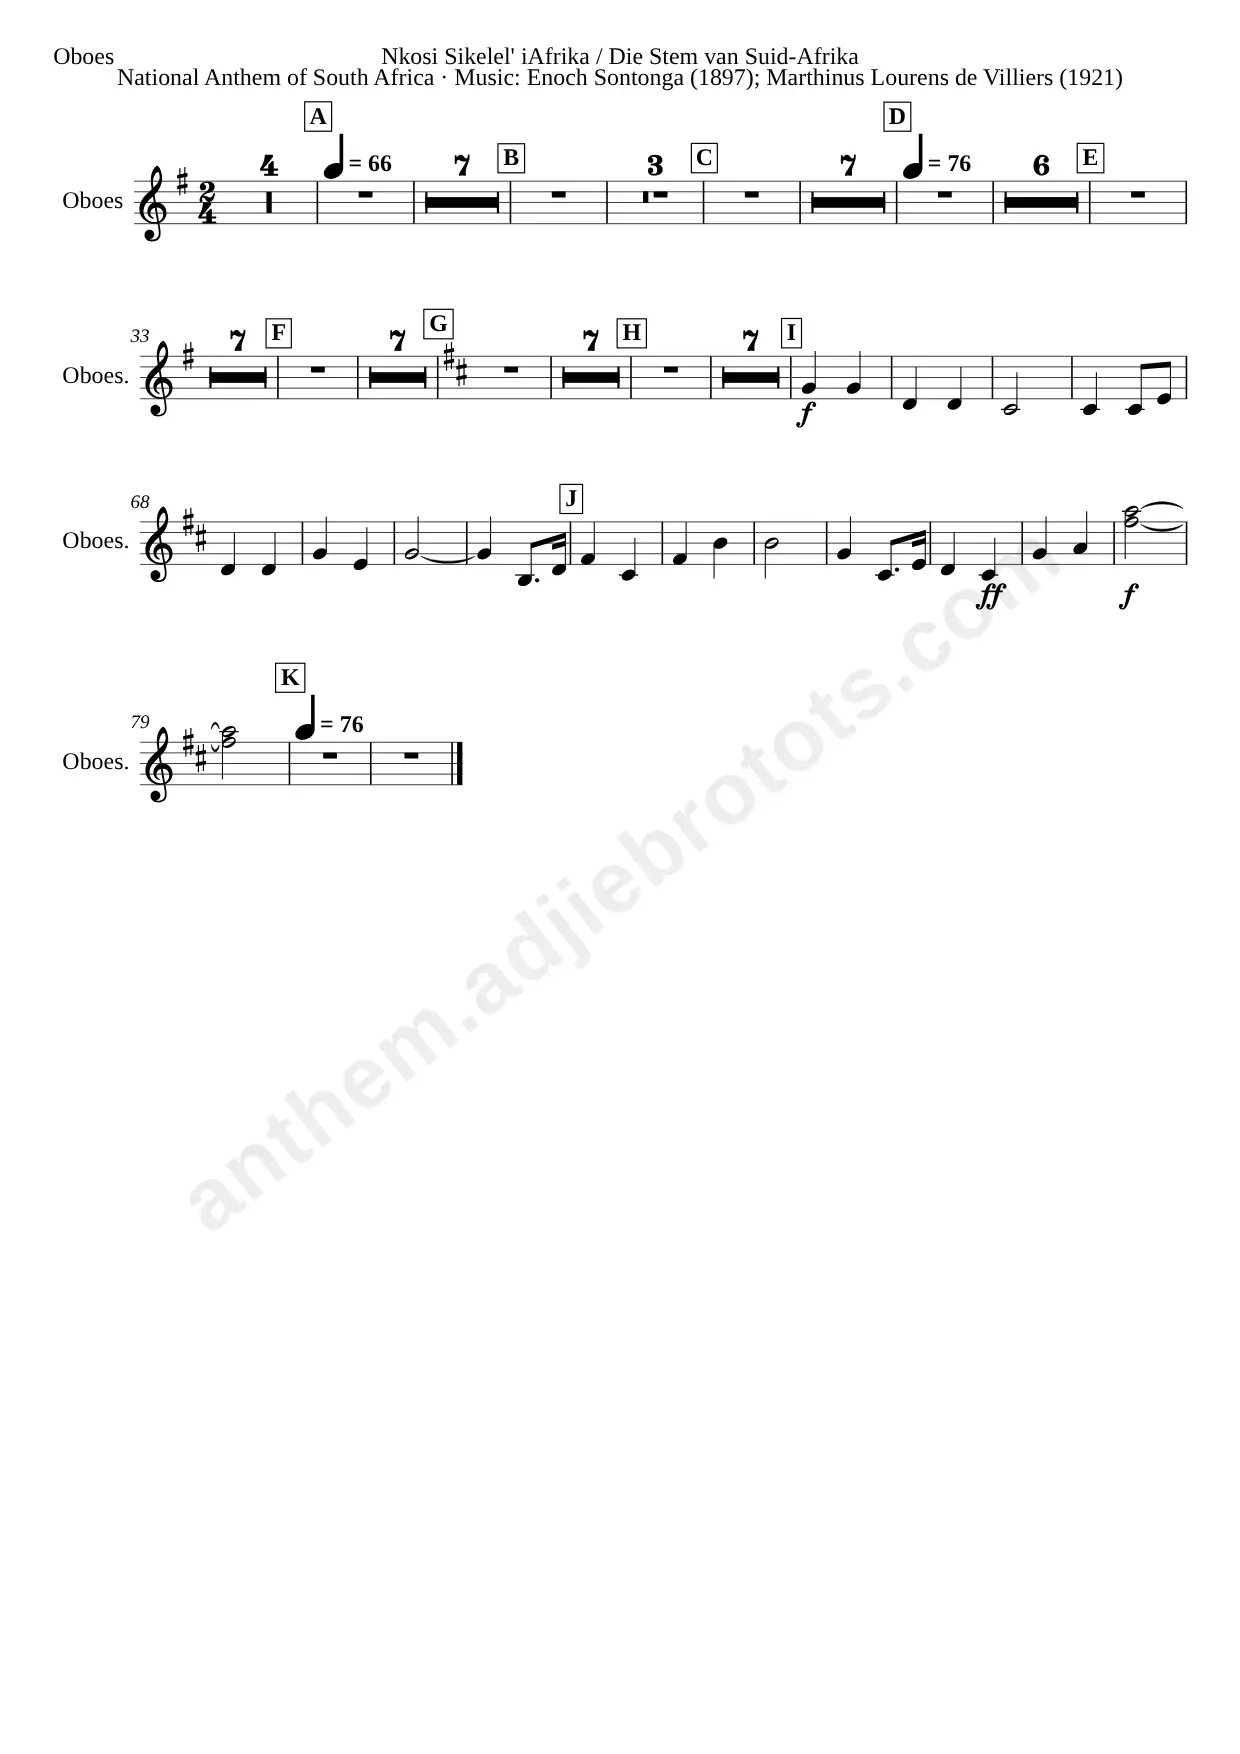 Oboes
Nkosi Sikelel' iAfrika / Die Stem van Suid-Afrika
National Anthem of South Africa · Music: Enoch Sontonga (1897); Marthinus Lourens de Villiers (1921)
A
D
4
= 66
7
B
3
C
7
= 76
6
E
Oboes
2
4
33
7
F
7
G
7
H
7
I
Oboes.
f
68
J
Oboes.
ff
f
K
79
= 76
Oboes.
anthem.adjiebrotots.com